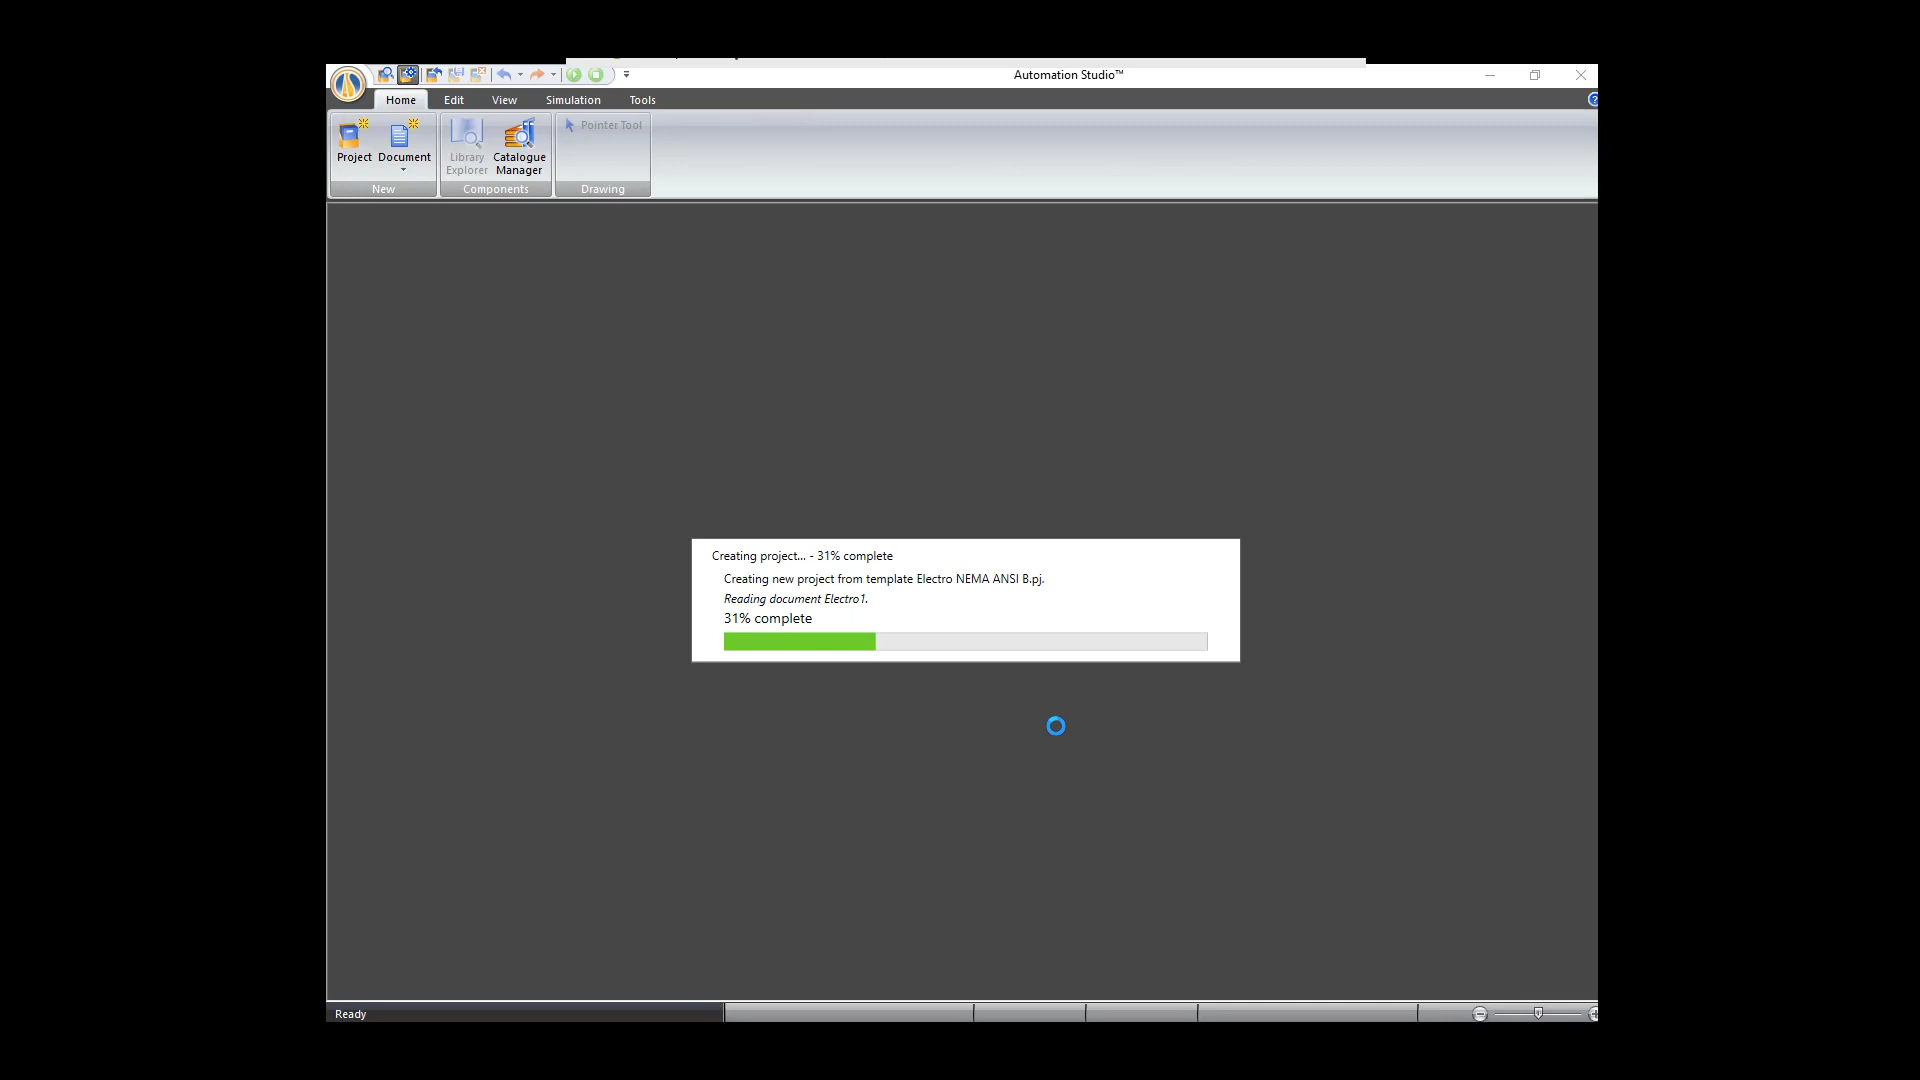 Automation Studio™
Home Edit View Simulation Tools
Project Document
Library Explorer
Catalogue Manager
Pointer Tool
New Components Drawing
Creating project... - 31% complete
Creating new project from template Electro NEMA ANSI B.pj.
Reading document Electro1.
31% complete
Ready